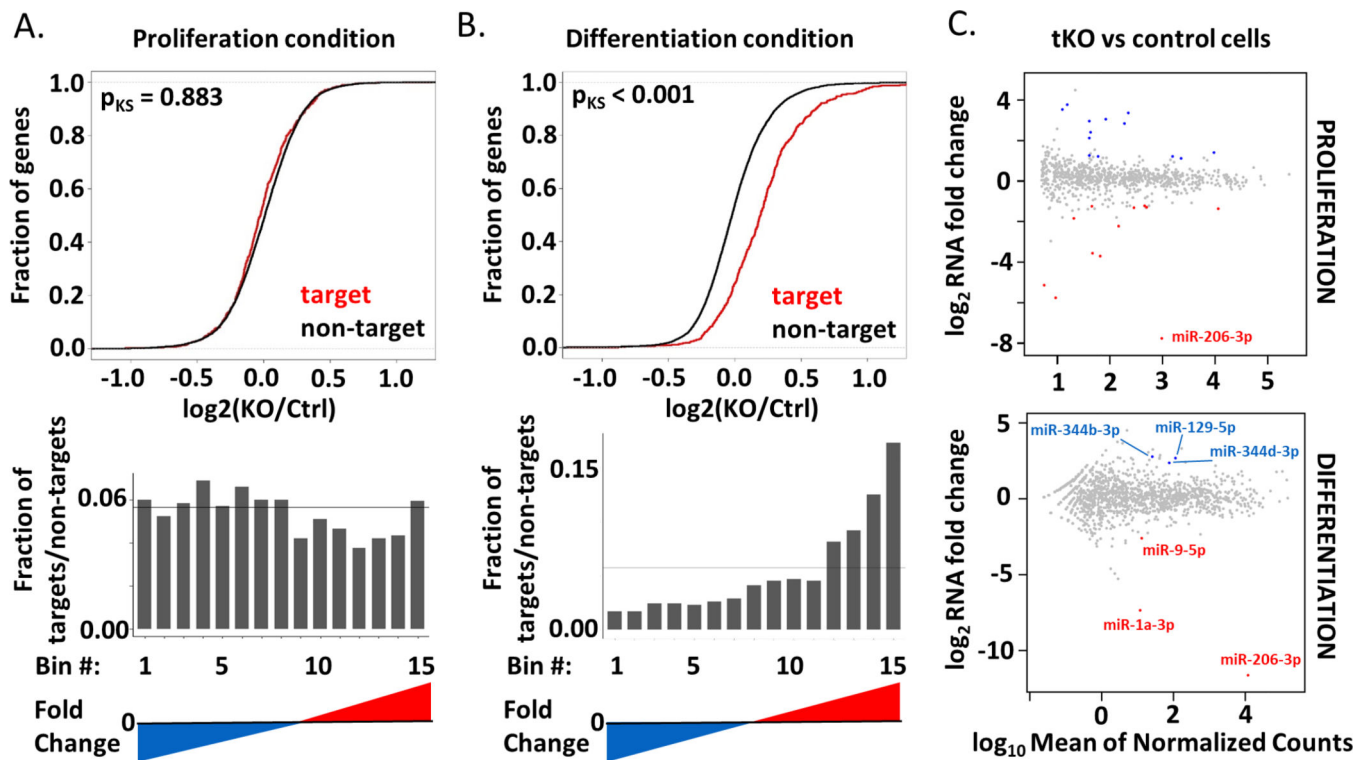 A.
Proliferation condition
Fraction of genes
1.0
0.8
0.6
0.4
0.2
0.0
pKS = 0.883
target
non-target
-1.0 -0.5 0.0 0.5 1.0
log2(KO/Ctrl)
Fraction of
targets/non-targets
0.06
0.00
Bin #: 1 5 10 15
Fold
Change
0
B.
Differentiation condition
Fraction of genes
1.0
0.8
0.6
0.4
0.2
0.0
pKS < 0.001
target
non-target
-1.0 -0.5 0.0 0.5 1.0
log2(KO/Ctrl)
Fraction of
targets/non-targets
0.15
0.00
Bin #: 1 5 10 15
Fold
Change
0
C.
tKO vs control cells
log2 RNA fold change
4
0
-4
-8
miR-206-3p
1 2 3 4 5
PROLIFERATION
log2 RNA fold change
5
0
-5
-10
miR-344b-3p
miR-129-5p
miR-344d-3p
miR-9-5p
miR-1a-3p
miR-206-3p
0 2 4
log10 Mean of Normalized Counts
DIFFERENTIATION